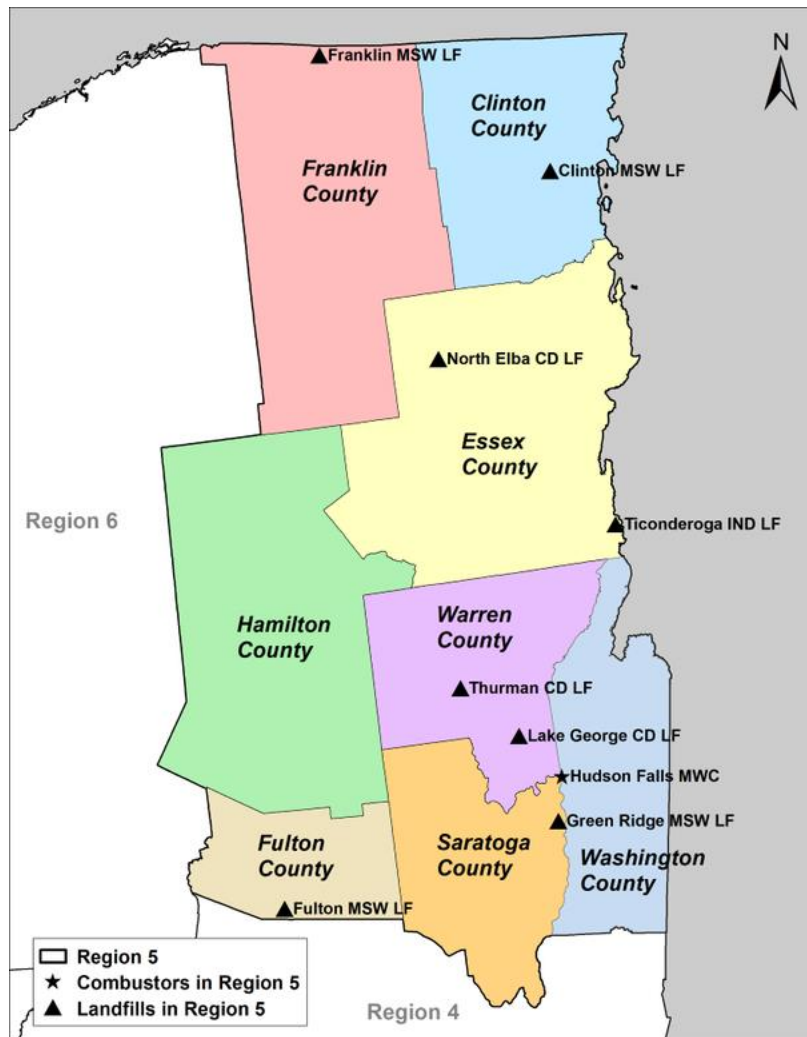 Franklin MSW LF
N
Clinton
County
Clinton MSW LF
Franklin
County
North Elba CD LF
Essex
County
Region 6
Ticonderoga IND LF
Warren
County
Hamilton
County
Thurman CD LF
Lake George CD LF
Hudson Falls MWC
Green Ridge MSW LF
Fulton
County
Saratoga
County
Washington
County
Fulton MSW LF
Region 5
Combustors in Region 5
Landfills in Region 5
Region 4